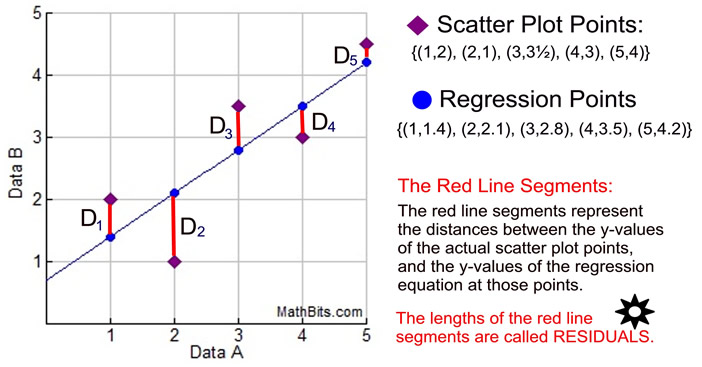 5
4
3
2
1
0
1
2
3
4
5
Data B
Data A
D1
D2
D3
D4
D5
MathBits.com
Scatter Plot Points:
{(1,2), (2,1), (3,3½), (4,3), (5,4)}
Regression Points
{(1,1.4), (2,2.1), (3,2.8), (4,3.5), (5,4.2)}
The Red Line Segments:
The red line segments represent
the distances between the y-values
of the actual scatter plot points,
and the y-values of the regression
equation at those points.
The lengths of the red line
segments are called RESIDUALS.